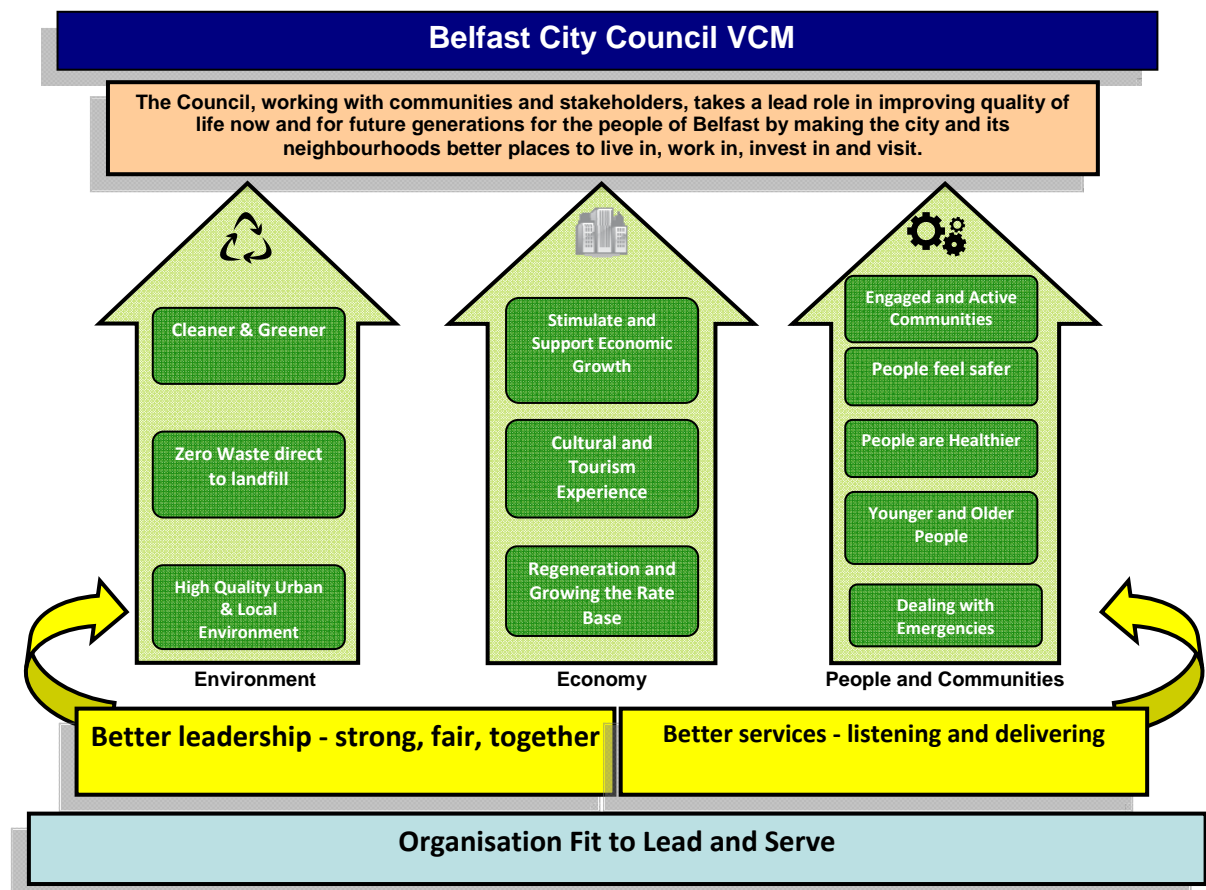 Belfast City Council VCM
The Council, working with communities and stakeholders, takes a lead role in improving quality of
life now and for future generations for the people of Belfast by making the city and its
neighbourhoods better places to live in, work in, invest in and visit.
Cleaner & Greener
Zero Waste direct
to landfill
High Quality Urban
& Local
Environment
Environment
Stimulate and
Support Economic
Growth
Cultural and
Tourism
Experience
Regeneration and
Growing the Rate
Base
Economy
Engaged and Active
Communities
People feel safer
People are Healthier
Younger and Older
People
Dealing with
Emergencies
People and Communities
Better leadership - strong, fair, together
Better services - listening and delivering
Organisation Fit to Lead and Serve